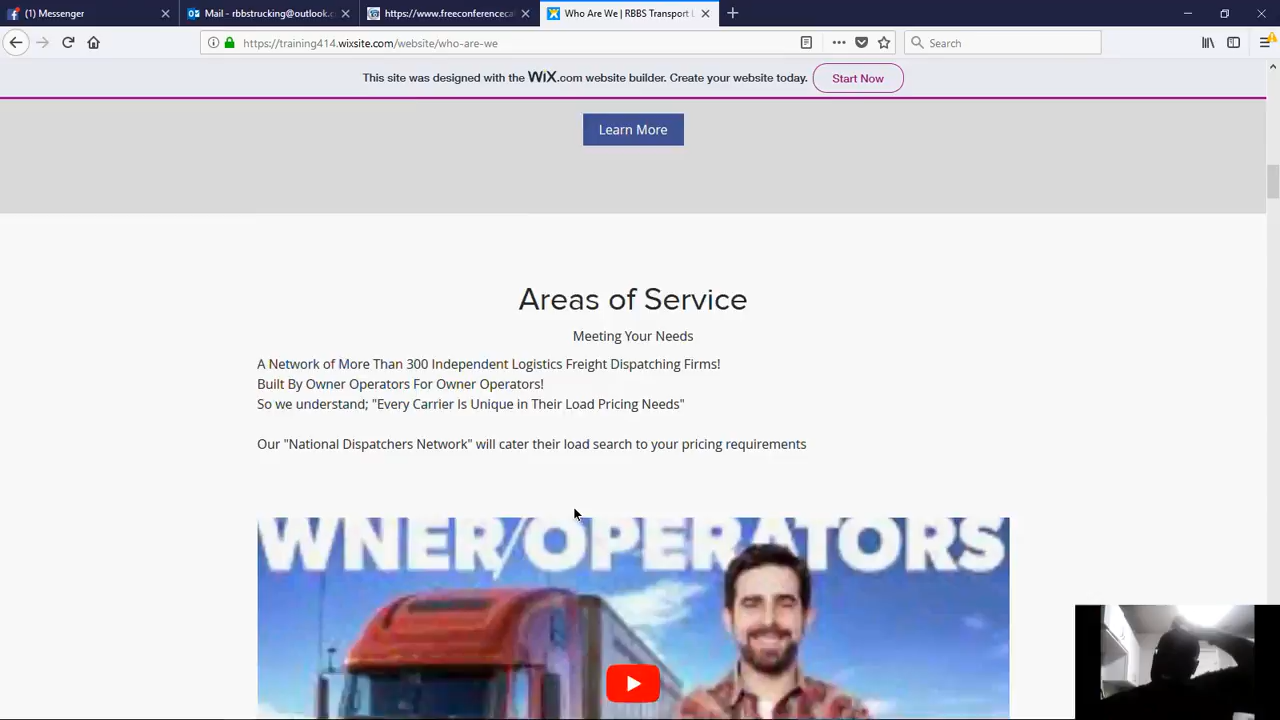 (1) Messenger
Mail - rbbstrucking@outlook.c
https://www.freeconferenceca
Who Are We | RBBS Transport L
https://training414.wixsite.com/website/who-are-we
Search
This site was designed with the WiX.com website builder. Create your website today.
Start Now
Learn More
Areas of Service
Meeting Your Needs
A Network of More Than 300 Independent Logistics Freight Dispatching Firms!
Built By Owner Operators For Owner Operators!
So we understand; "Every Carrier Is Unique in Their Load Pricing Needs"
Our "National Dispatchers Network" will cater their load search to your pricing requirements
WNER/OPERATORS